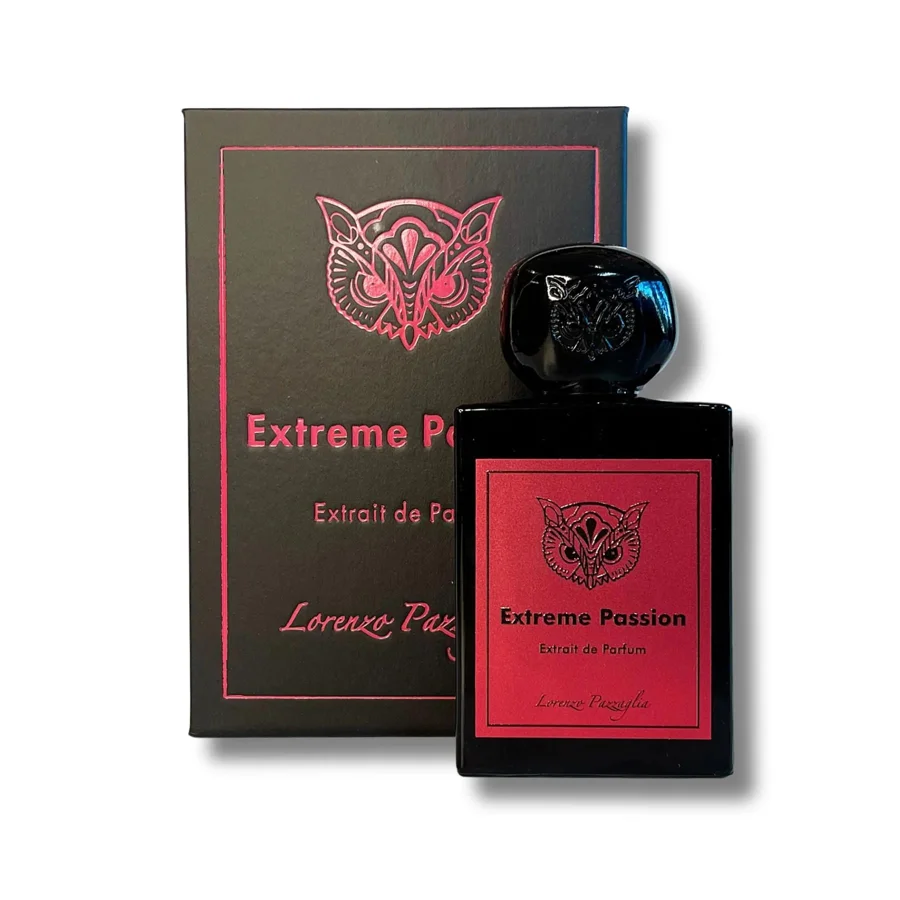 Extreme
Extrait de
Lorenzo
Extreme Passion
Extrait de Parfum
Lorenzo Pazzaglia